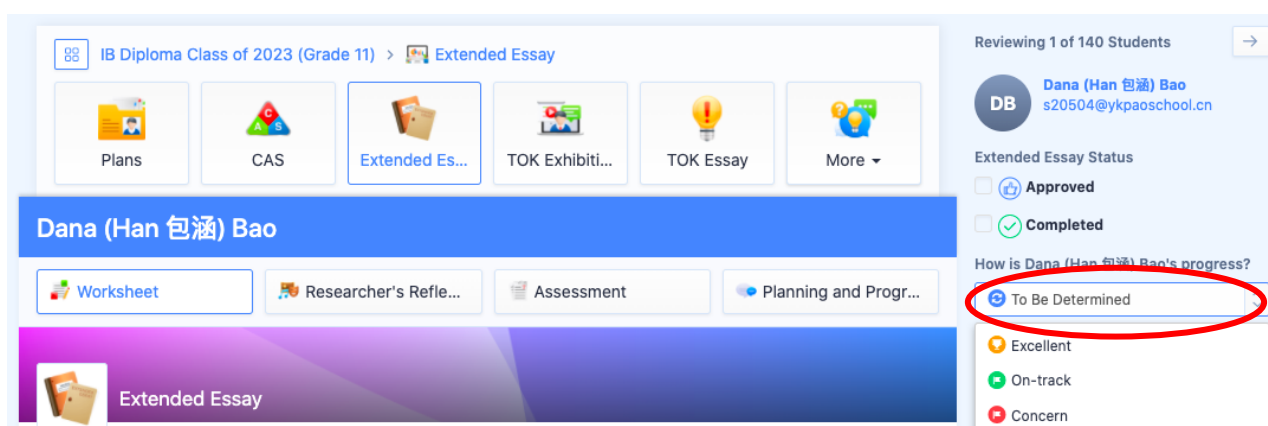 IB Diploma Class of 2023 (Grade 11) > Extended Essay
Plans
CAS
Extended Es...
TOK Exhibiti...
TOK Essay
More
Dana (Han 包涵) Bao
Worksheet
Researcher's Refle...
Assessment
Planning and Progr...
Extended Essay
Reviewing 1 of 140 Students
DB
Dana (Han 包涵) Bao
s20504@ykpaoschool.cn
Extended Essay Status
Approved
Completed
How is Dana (Han 包涵) Bao's progress?
To Be Determined
Excellent
On-track
Concern